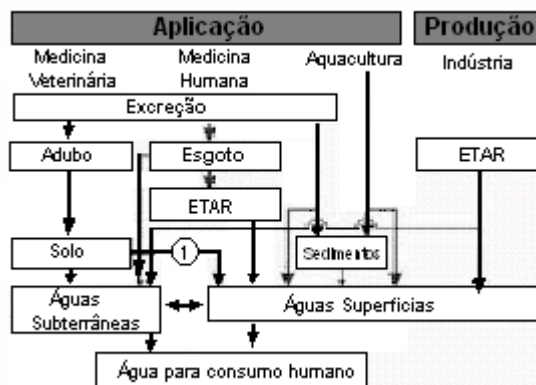 Aplicação
Produção
Medicina
Veterinária
Medicina
Humana
Aquacultura
Indústria
Excreção
Adubo
Esgoto
ETAR
ETAR
Solo
1
Sedimentos
Águas
Subterrâneas
Águas Superficias
Água para consumo humano